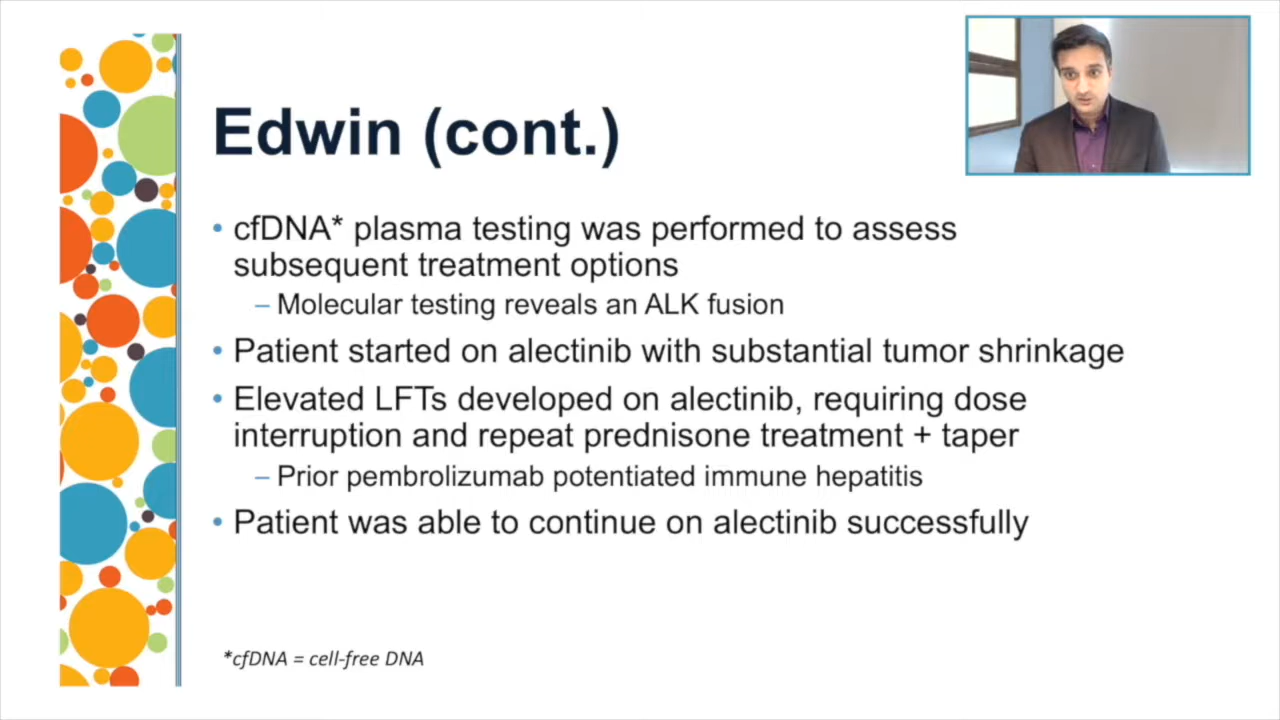 Edwin (cont.)
• cfDNA* plasma testing was performed to assess
subsequent treatment options
– Molecular testing reveals an ALK fusion
• Patient started on alectinib with substantial tumor shrinkage
• Elevated LFTs developed on alectinib, requiring dose
interruption and repeat prednisone treatment + taper
– Prior pembrolizumab potentiated immune hepatitis
• Patient was able to continue on alectinib successfully
*cfDNA = cell-free DNA